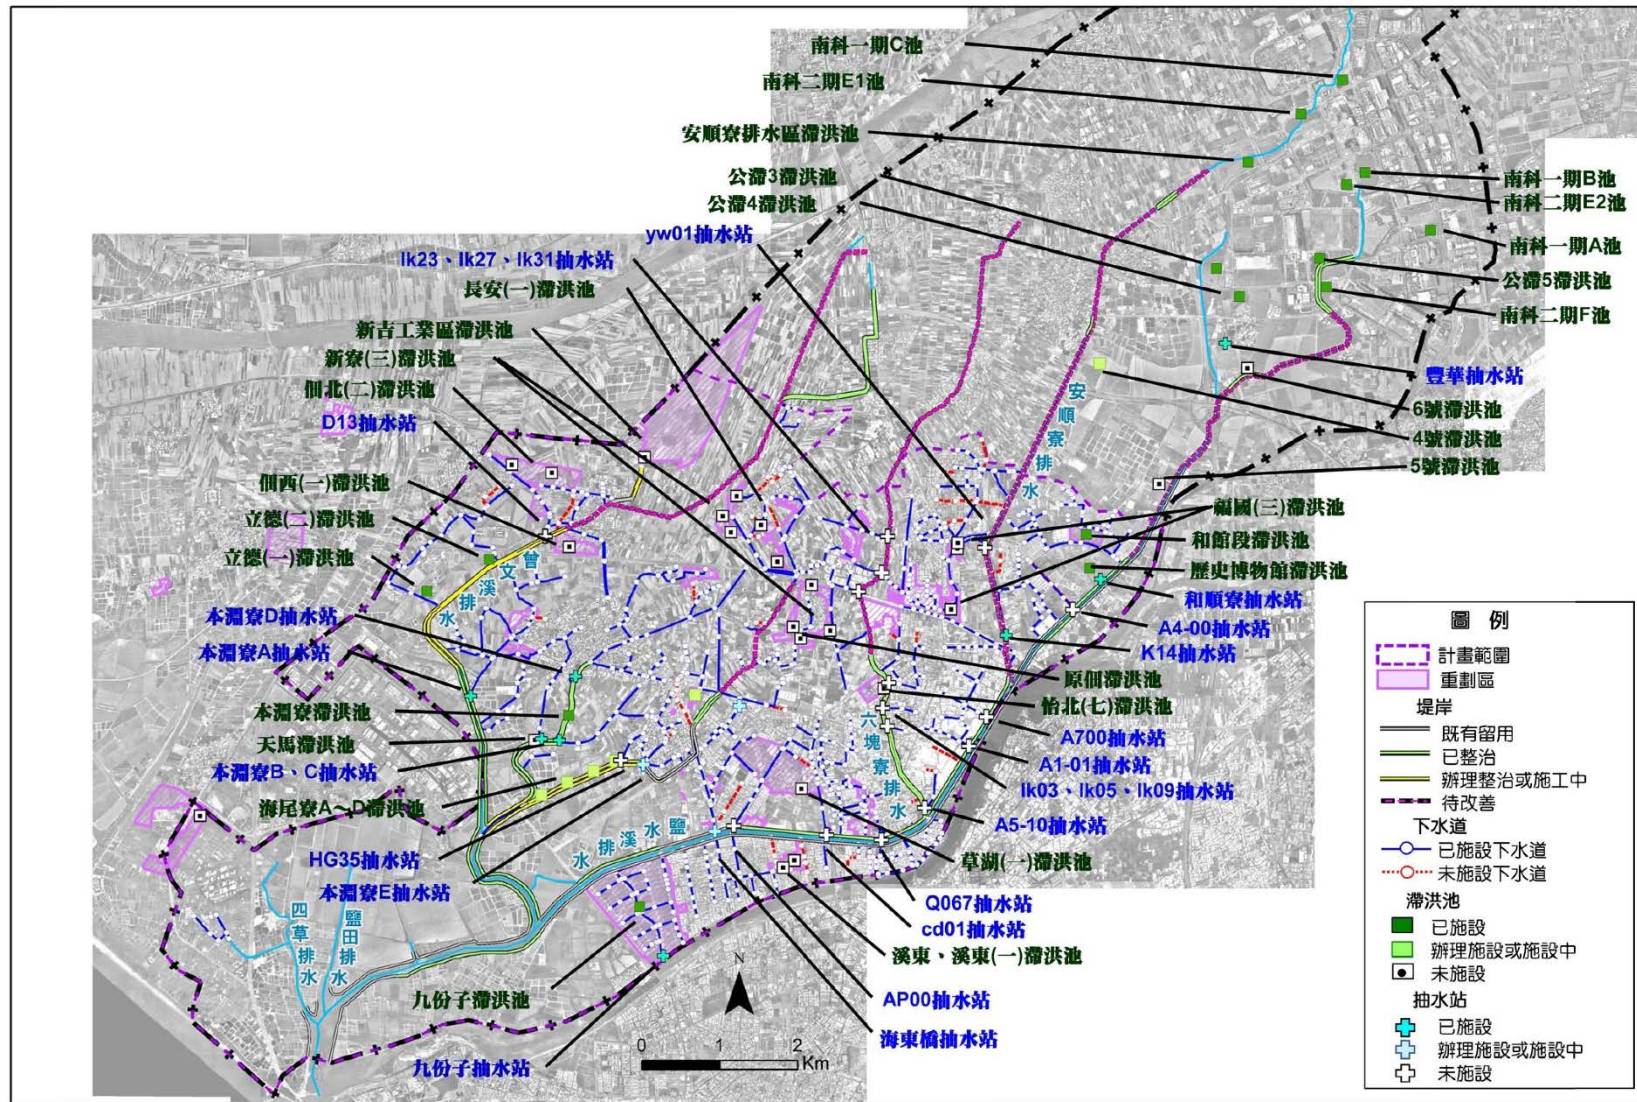 南科一期C池
南科二期E1池
安順寮排水區滯洪池
公滯3滯洪池
公滯4滯洪池
yw01抽水站
lk23、lk27、lk31抽水站
長安(一)滯洪池
新吉工業區滯洪池
新寮(三)滯洪池
佃北(二)滯洪池
D13抽水站
佃西(一)滯洪池
立德(二)滯洪池
立德(一)滯洪池
本淵寮D抽水站
本淵寮A抽水站
本淵寮滯洪池
天馬滯洪池
本淵寮B、C抽水站
海尾寮A～D滯洪池
HG35抽水站
本淵寮E抽水站
九份子滯洪池
九份子抽水站
南科一期B池
南科二期E2池
南科一期A池
公滯5滯洪池
南科二期F池
豐華抽水站
6號滯洪池
4號滯洪池
5號滯洪池
福國(三)滯洪池
和館段滯洪池
歷史博物館滯洪池
和順寮抽水站
A4-00抽水站
K14抽水站
原佃滯洪池
怡北(七)滯洪池
A700抽水站
A1-01抽水站
lk03、lk05、lk09抽水站
A5-10抽水站
草湖(一)滯洪池
Q067抽水站
cd01抽水站
溪東、溪東(一)滯洪池
AP00抽水站
海東橋抽水站
安順寮排水
曾文溪排水
六塊寮排水
鹽水溪排水
四草排水
鹽田排水
N
0 1 2
Km
圖 例
計畫範圍
重劃區
堤岸
既有留用
已整治
辦理整治或施工中
待改善
下水道
已施設下水道
未施設下水道
滯洪池
已施設
辦理施設或施設中
未施設
抽水站
已施設
辦理施設或施設中
未施設